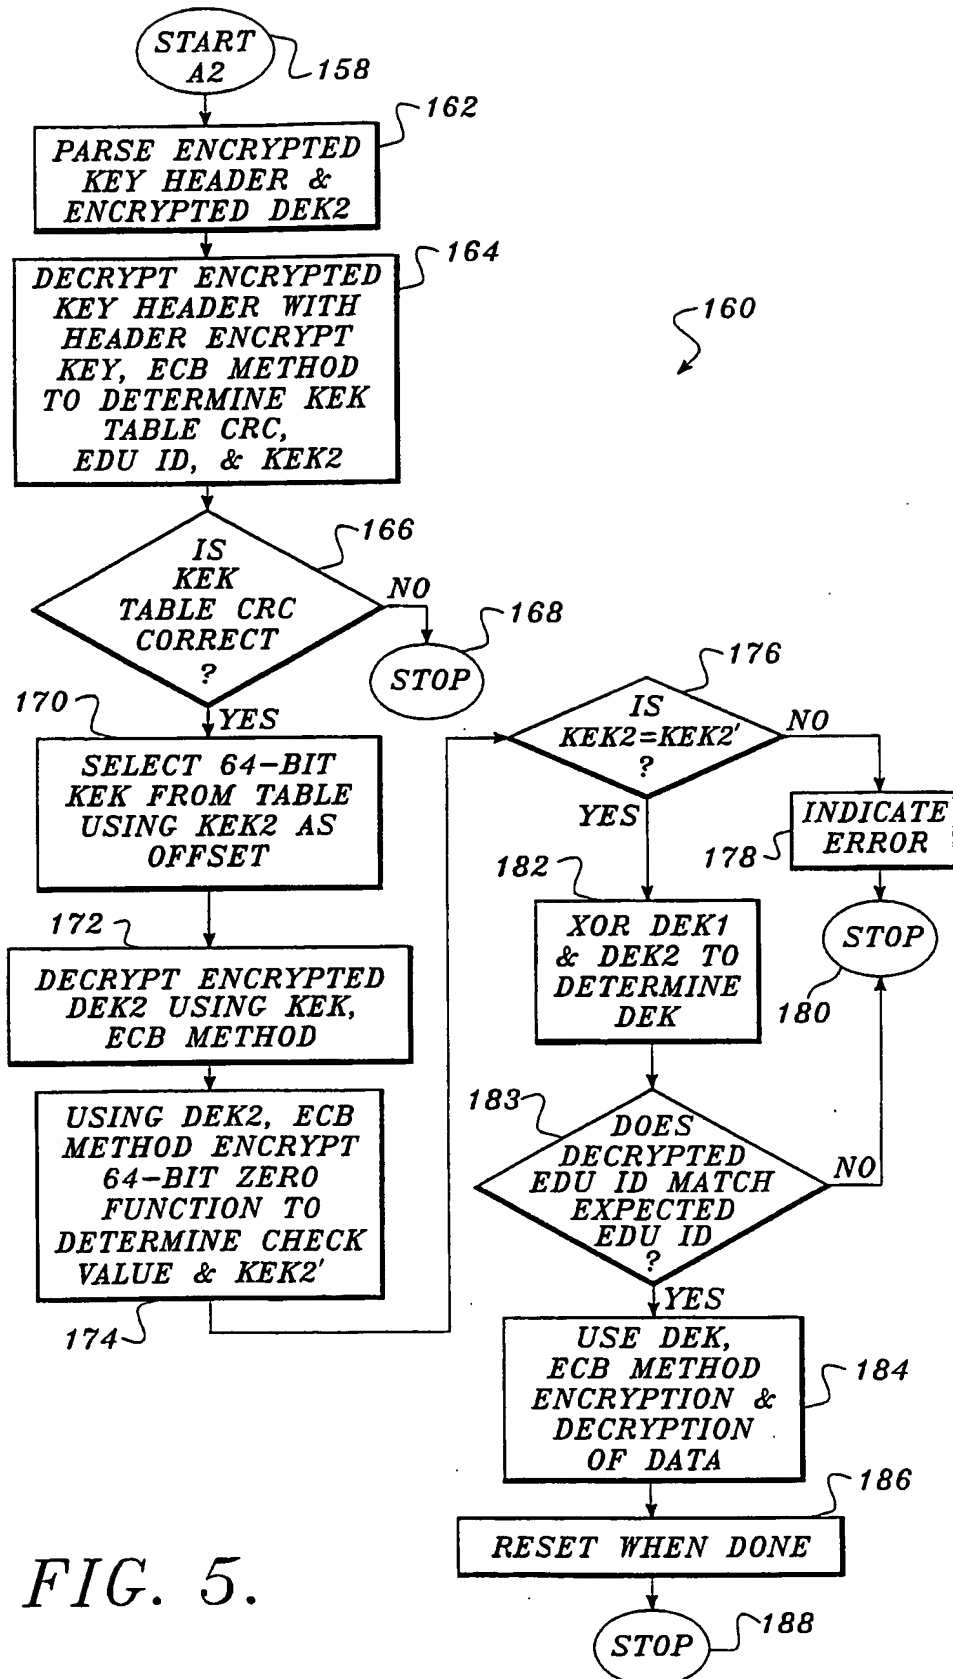 START
A2
158
162
PARSE ENCRYPTED
KEY HEADER &
ENCRYPTED DEK2
164
DECRYPT ENCRYPTED
KEY HEADER WITH
HEADER ENCRYPT
KEY, ECB METHOD
TO DETERMINE KEK
TABLE CRC,
EDU ID, & KEK2
160
166
IS
KEK
TABLE CRC
CORRECT
?
NO
168
STOP
170
YES
SELECT 64-BIT
KEK FROM TABLE
USING KEK2 AS
OFFSET
172
DECRYPT ENCRYPTED
DEK2 USING KEK,
ECB METHOD
USING DEK2, ECB
METHOD ENCRYPT
64-BIT ZERO
FUNCTION TO
DETERMINE CHECK
VALUE & KEK2'
174
176
IS
KEK2=KEK2'
?
NO
YES
INDICATE
ERROR
178
STOP
180
182
XOR DEK1
& DEK2 TO
DETERMINE
DEK
183
DOES
DECRYPTED
EDU ID MATCH
EXPECTED
EDU ID
?
NO
YES
USE DEK,
ECB METHOD
ENCRYPTION &
DECRYPTION
OF DATA
184
186
RESET WHEN DONE
STOP
188
FIG. 5.